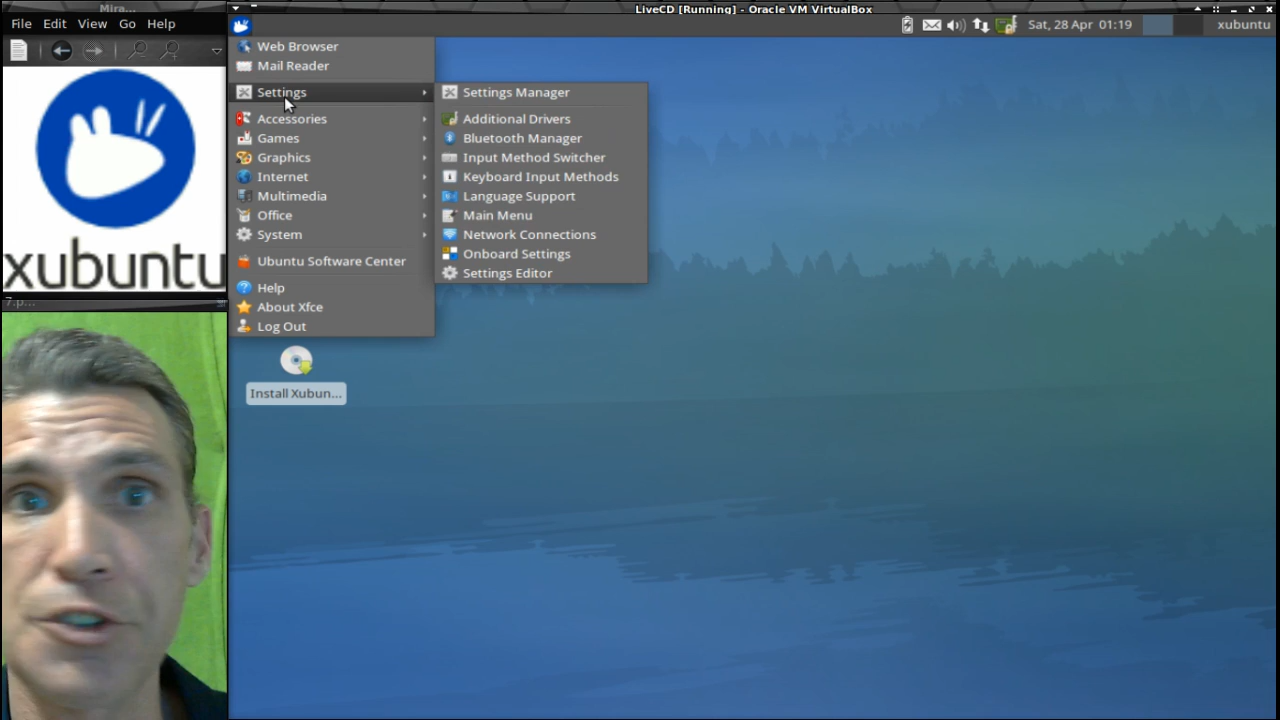 Mira...
File Edit View Go Help
xubuntu
7.p...
LiveCD [Running] - Oracle VM VirtualBox
Sat, 28 Apr 01:19
xubuntu
Web Browser
Mail Reader
Settings
Accessories
Games
Graphics
Internet
Multimedia
Office
System
Ubuntu Software Center
Help
About Xfce
Log Out
Settings Manager
Additional Drivers
Bluetooth Manager
Input Method Switcher
Keyboard Input Methods
Language Support
Main Menu
Network Connections
Onboard Settings
Settings Editor
Install Xubun...